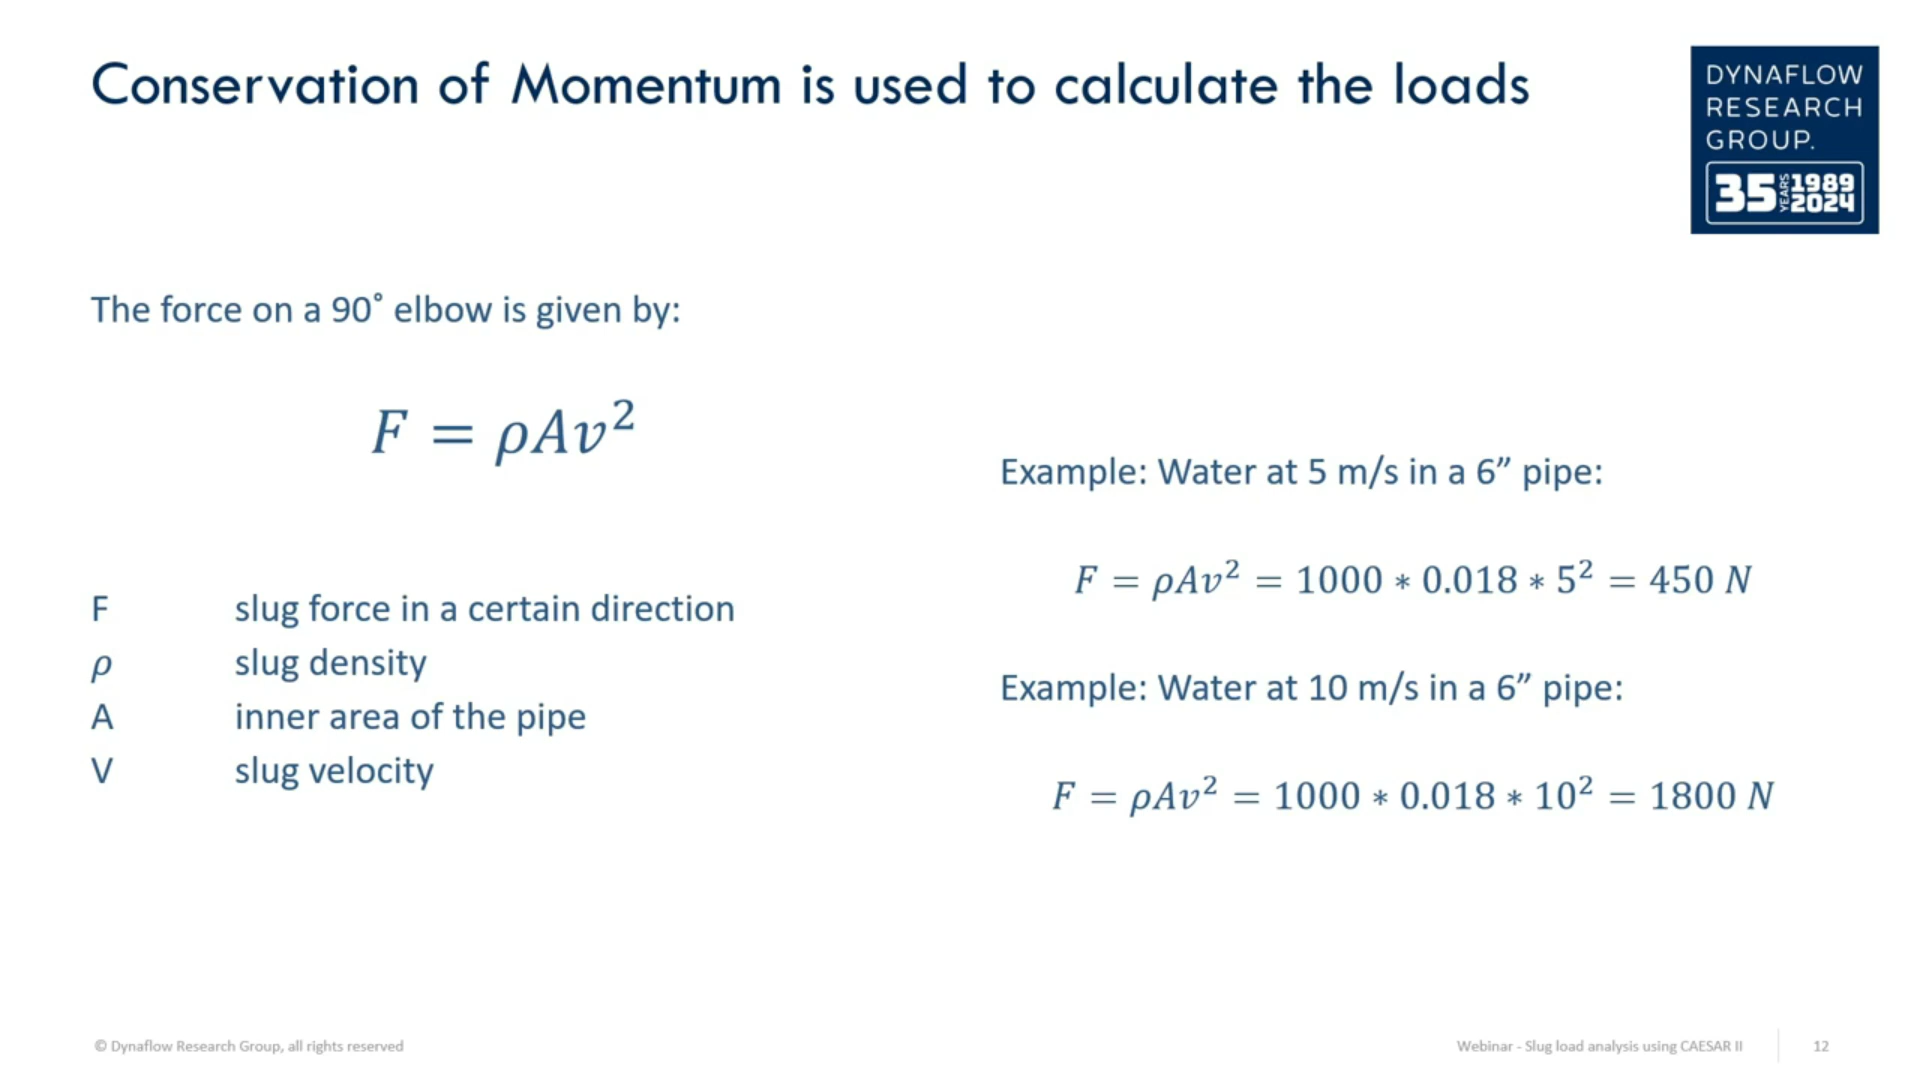 Conservation of Momentum is used to calculate the loads
DYNAFLOW
RESEARCH
GROUP.
35 YEARS 1989 2024
The force on a 90° elbow is given by:
F = ρAv²
F slug force in a certain direction
ρ slug density
A inner area of the pipe
V slug velocity
Example: Water at 5 m/s in a 6” pipe:
F = ρAv² = 1000 * 0.018 * 5² = 450 N
Example: Water at 10 m/s in a 6” pipe:
F = ρAv² = 1000 * 0.018 * 10² = 1800 N
© Dynaflow Research Group, all rights reserved
Webinar - Slug load analysis using CAESAR II
12